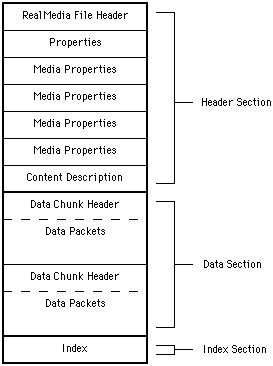 RealMedia File Header
Properties
Media Properties
Media Properties
Media Properties
Media Properties
Content Description
Header Section
Data Chunk Header
Data Packets
Data Chunk Header
Data Packets
Data Section
Index
Index Section